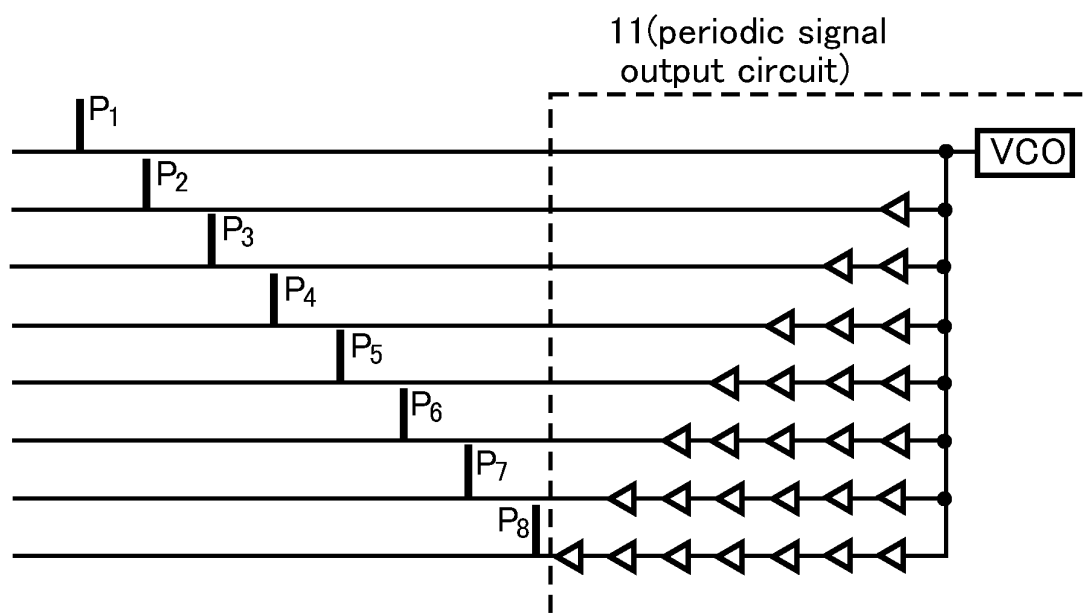 11(periodic signal
output circuit)
P1
VCO
P2
P3
P4
P5
P6
P7
P8